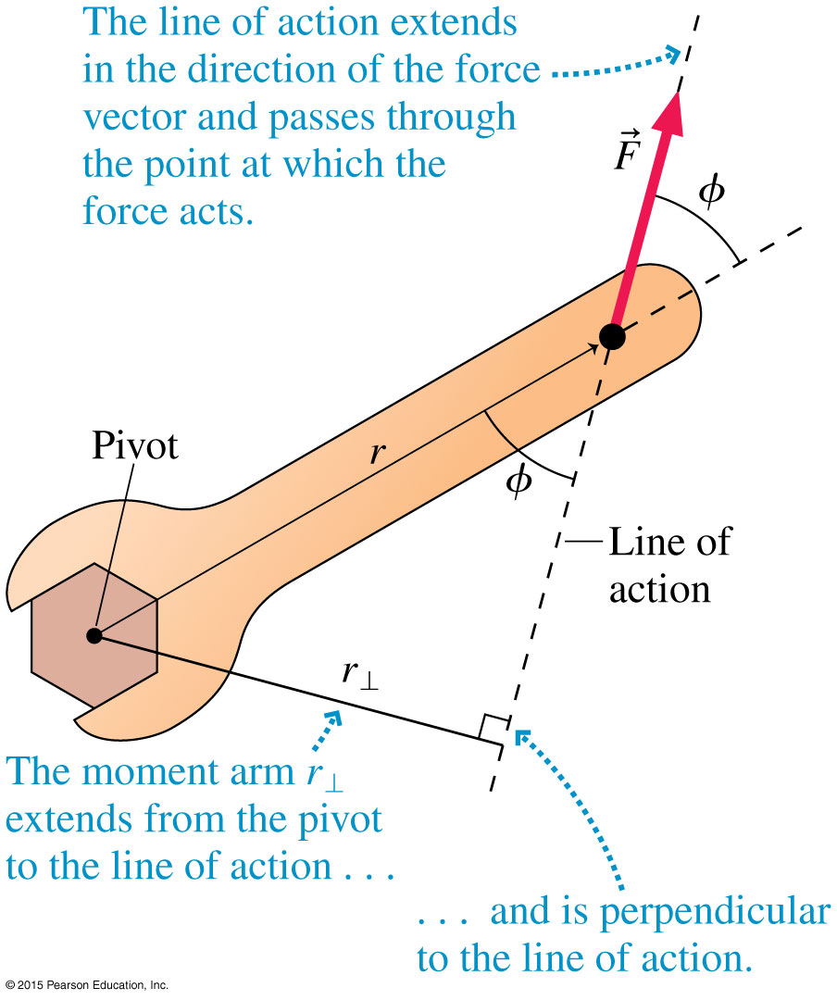 The line of action extends
in the direction of the force
vector and passes through
the point at which the
force acts.
F⃗
ϕ
Pivot
r
ϕ
Line of
action
r⊥
The moment arm r⊥
extends from the pivot
to the line of action . . .
. . . and is perpendicular
to the line of action.
© 2015 Pearson Education, Inc.